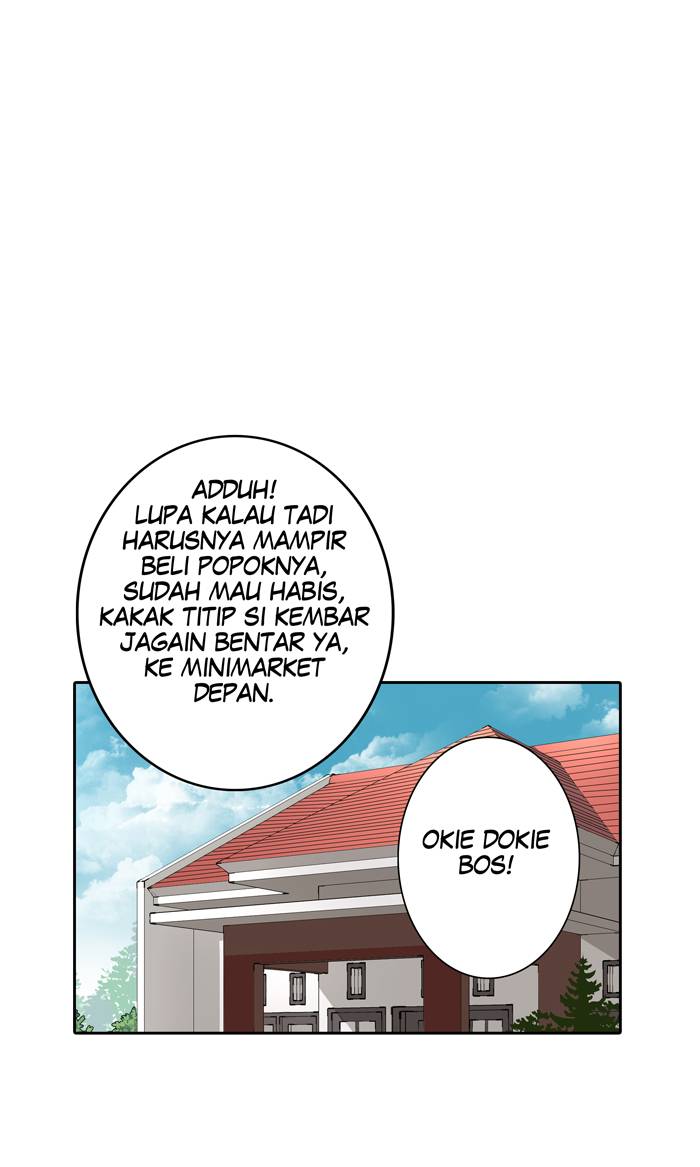 ADDUH!
LUPA KALAU TADI
HARUSNYA MAMPIR
BELI POPOKNYA,
SUDAH MAU HABIS,
KAKAK TITIP SI KEMBAR
JAGAIN BENTAR YA,
KE MINIMARKET
DEPAN.
OKIE DOKIE
BOS!